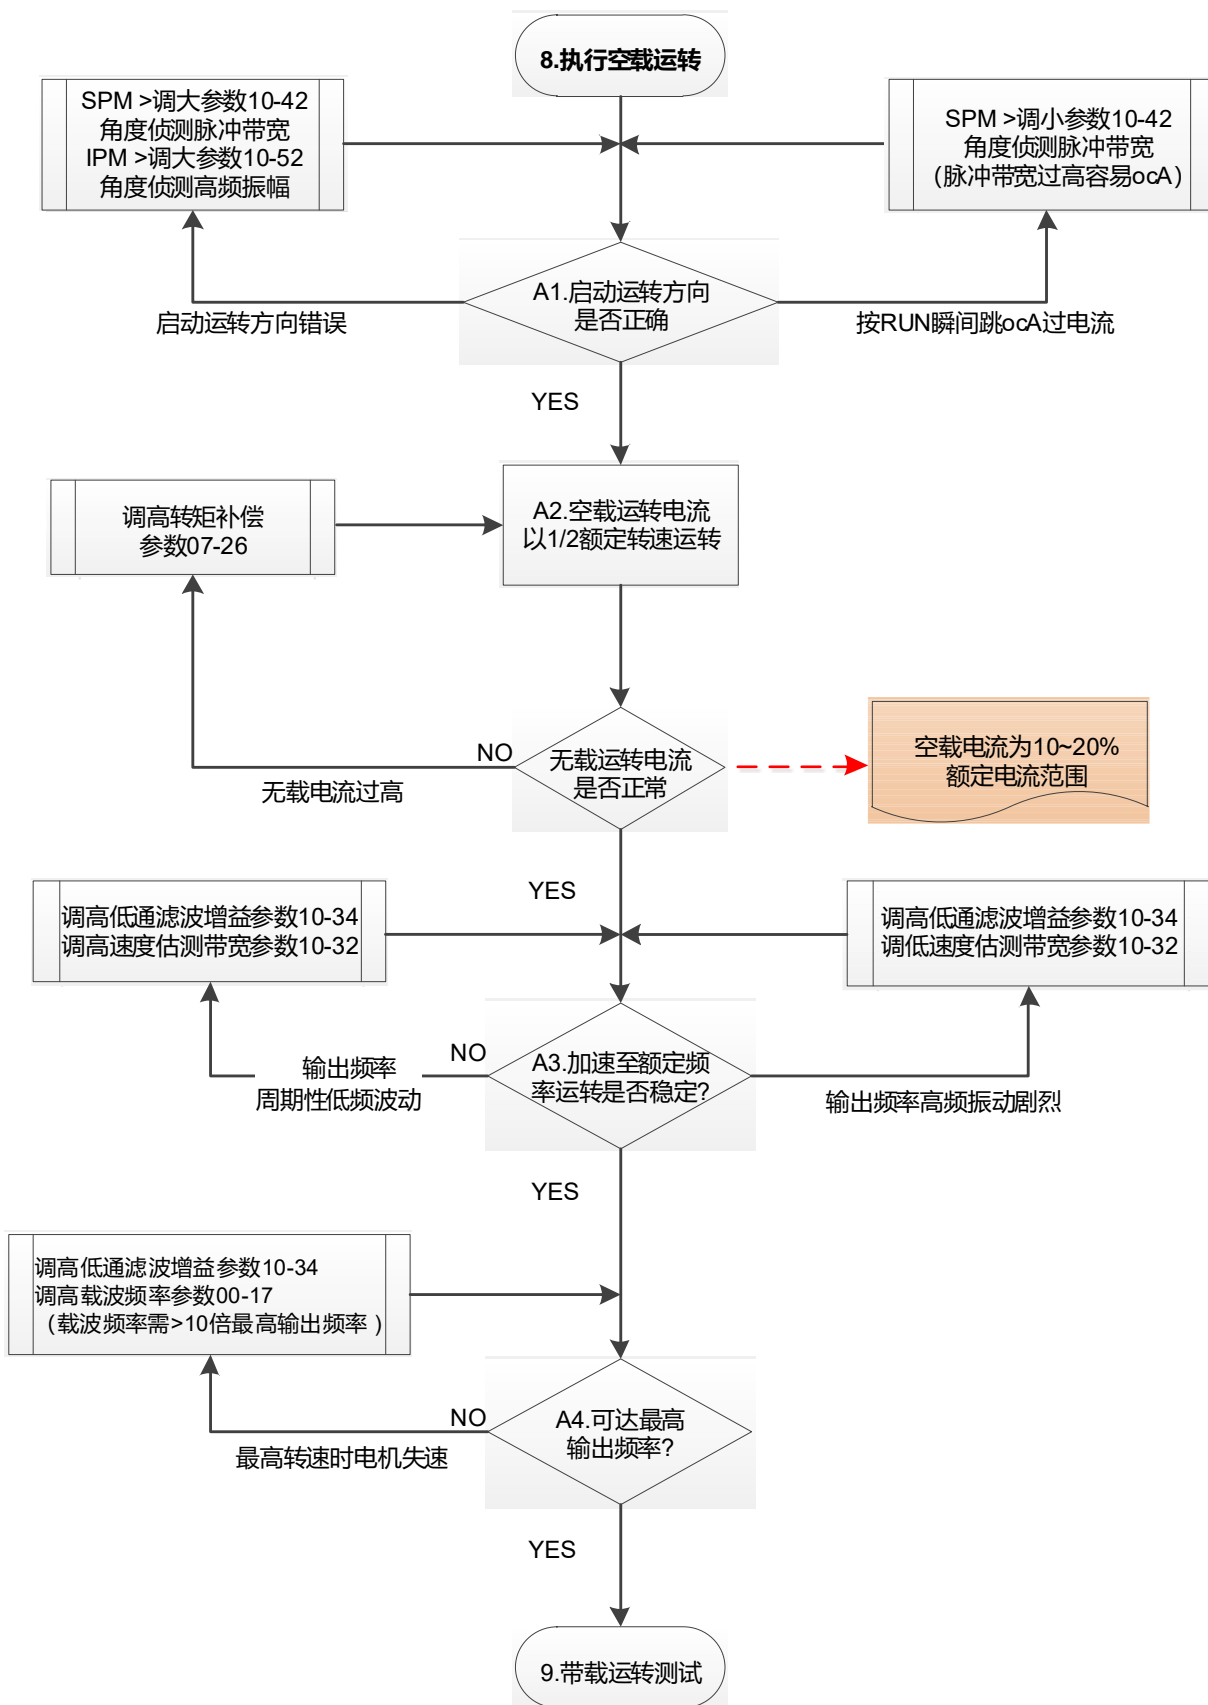 8.执行空载运转
SPM >调大参数10-42
角度侦测脉冲带宽
IPM >调大参数10-52
角度侦测高频振幅
SPM >调小参数10-42
角度侦测脉冲带宽
（脉冲带宽过高容易ocA）
A1.启动运转方向
是否正确
启动运转方向错误
按RUN瞬间跳ocA过电流
YES
调高转矩补偿
参数07-26
A2.空载运转电流
以1/2额定转速运转
NO
无载电流过高
无载运转电流
是否正常
空载电流为10~20%
额定电流范围
YES
调高低通滤波增益参数10-34
调高速度估测带宽参数10-32
调高低通滤波增益参数10-34
调低速度估测带宽参数10-32
NO
输出频率
周期性低频波动
A3.加速至额定频
率运转是否稳定?
输出频率高频振动剧烈
YES
调高低通滤波增益参数10-34
调高载波频率参数00-17
（载波频率需>10倍最高输出频率 ）
NO
最高转速时电机失速
A4.可达最高
输出频率?
YES
9.带载运转测试